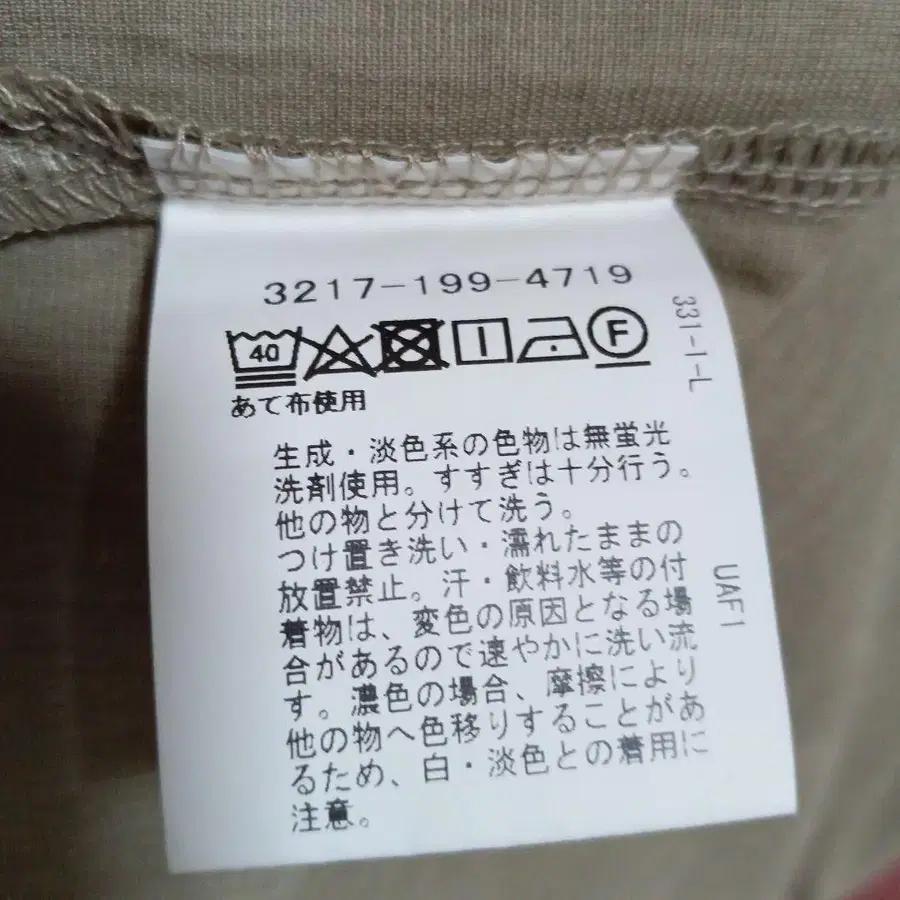 3217-199-4719
40
F
あて布使用
生成・淡色系の色物は無蛍光
洗剤使用。すすぎは十分行う。
他の物と分けて洗う。
つけ置き洗い・濡れたままの
放置禁止。汗・飲料水等の付
着物は、変色の原因となる場
合があるので速やかに洗い流
す。濃色の場合、摩擦により
他の物へ色移りすることがあ
るため、白・淡色との着用に
注意。
331-1-L
UAF1